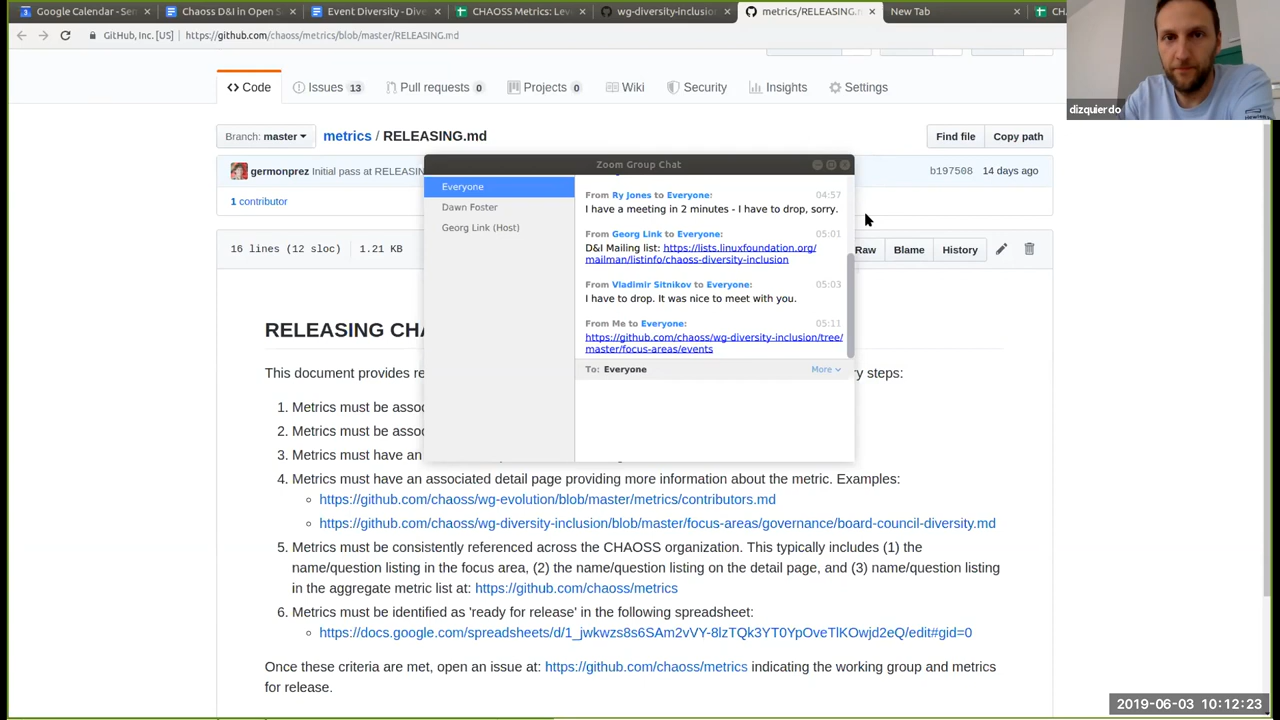 Google Calendar - Sen
Chaoss D&I in Open S
Event Diversity - Dive
CHAOSS Metrics: Leve
wg-diversity-inclusion
metrics/RELEASING.m
New Tab
CH
GitHub, Inc. [US]
https://github.com/chaoss/metrics/blob/master/RELEASING.md
dizquierdo
Code
Issues 13
Pull requests 0
Projects 0
Wiki
Security
Insights
Settings
Branch: master
metrics / RELEASING.md
Find file
Copy path
germonprez Initial pass at RELEASIN
b197508
14 days ago
1 contributor
16 lines (12 sloc)
1.21 KB
Raw
Blame
History
Zoom Group Chat
Everyone
Dawn Foster
Georg Link (Host)
From Ry Jones to Everyone: 04:57
I have a meeting in 2 minutes - I have to drop, sorry.
From Georg Link to Everyone: 05:01
D&I Mailing list: https://lists.linuxfoundation.org/
mailman/listinfo/chaoss-diversity-inclusion
From Vladimir Sitnikov to Everyone: 05:03
I have to drop. It was nice to meet with you.
From Me to Everyone: 05:11
https://github.com/chaoss/wg-diversity-inclusion/tree/
master/focus-areas/events
To: Everyone
More
RELEASING CHA
This document provides re
ry steps:
1. Metrics must be assoc
2. Metrics must be assoc
3. Metrics must have an
4. Metrics must have an associated detail page providing more information about the metric. Examples:
https://github.com/chaoss/wg-evolution/blob/master/metrics/contributors.md
https://github.com/chaoss/wg-diversity-inclusion/blob/master/focus-areas/governance/board-council-diversity.md
5. Metrics must be consistently referenced across the CHAOSS organization. This typically includes (1) the
name/question listing in the focus area, (2) the name/question listing on the detail page, and (3) name/question listing
in the aggregate metric list at: https://github.com/chaoss/metrics
6. Metrics must be identified as 'ready for release' in the following spreadsheet:
https://docs.google.com/spreadsheets/d/1_jwkwzs8s6SAm2vVY-8lzTQk3YT0YpOveTlKOwjd2eQ/edit#gid=0
Once these criteria are met, open an issue at: https://github.com/chaoss/metrics indicating the working group and metrics
for release.
2019-06-03 10:12:23